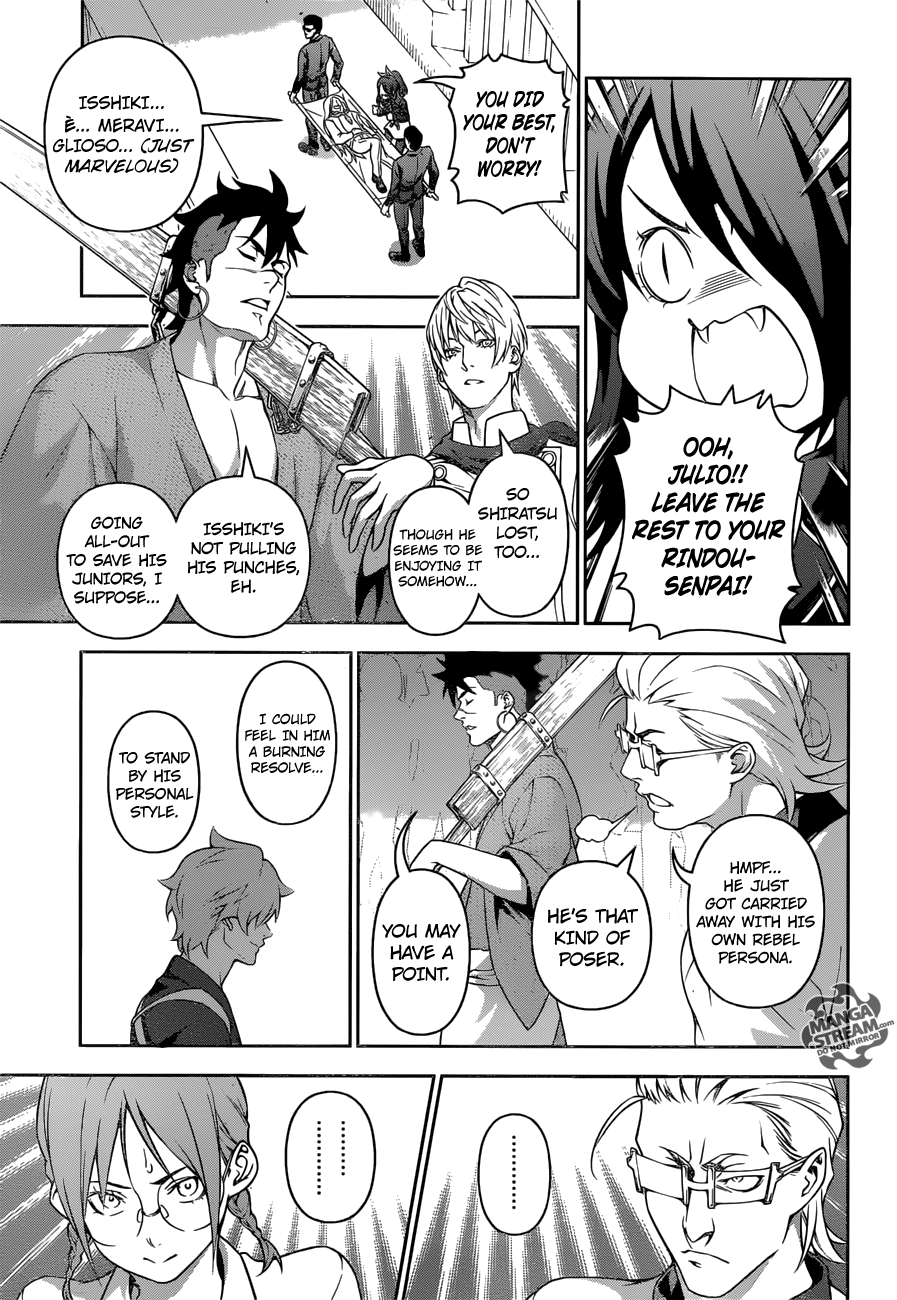 YOU DID
YOUR BEST,
DON'T
WORRY!
ISSHIKI...
È... MERAVI...
GLIOSO... (JUST
MARVELOUS)
OOH,
JULIO!!
LEAVE THE
REST TO YOUR
RINDOU-
SENPAI!
SO
SHIRATSU
LOST,
TOO...
THOUGH HE
SEEMS TO BE
ENJOYING IT
SOMEHOW...
ISSHIKI'S
NOT PULLING
HIS PUNCHES,
EH.
GOING
ALL-OUT
TO SAVE HIS
JUNIORS, I
SUPPOSE...
HMPF...
HE JUST
GOT CARRIED
AWAY WITH HIS
OWN REBEL
PERSONA.
HE'S THAT
KIND OF
POSER.
YOU MAY
HAVE A
POINT.
I COULD
FEEL IN HIM
A BURNING
RESOLVE...
TO STAND
BY HIS
PERSONAL
STYLE.
MANGA
STREAM.com
DO NOT MIRROR
.......
.......
.......